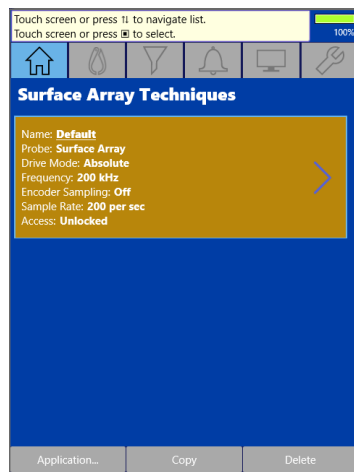 Touch screen or press ⇅ to navigate list.
Touch screen or press ▣ to select.
100%
Surface Array Techniques
Name: Default
Probe: Surface Array
Drive Mode: Absolute
Frequency: 200 kHz
Encoder Sampling: Off
Sample Rate: 200 per sec
Access: Unlocked
Application...
Copy
Delete